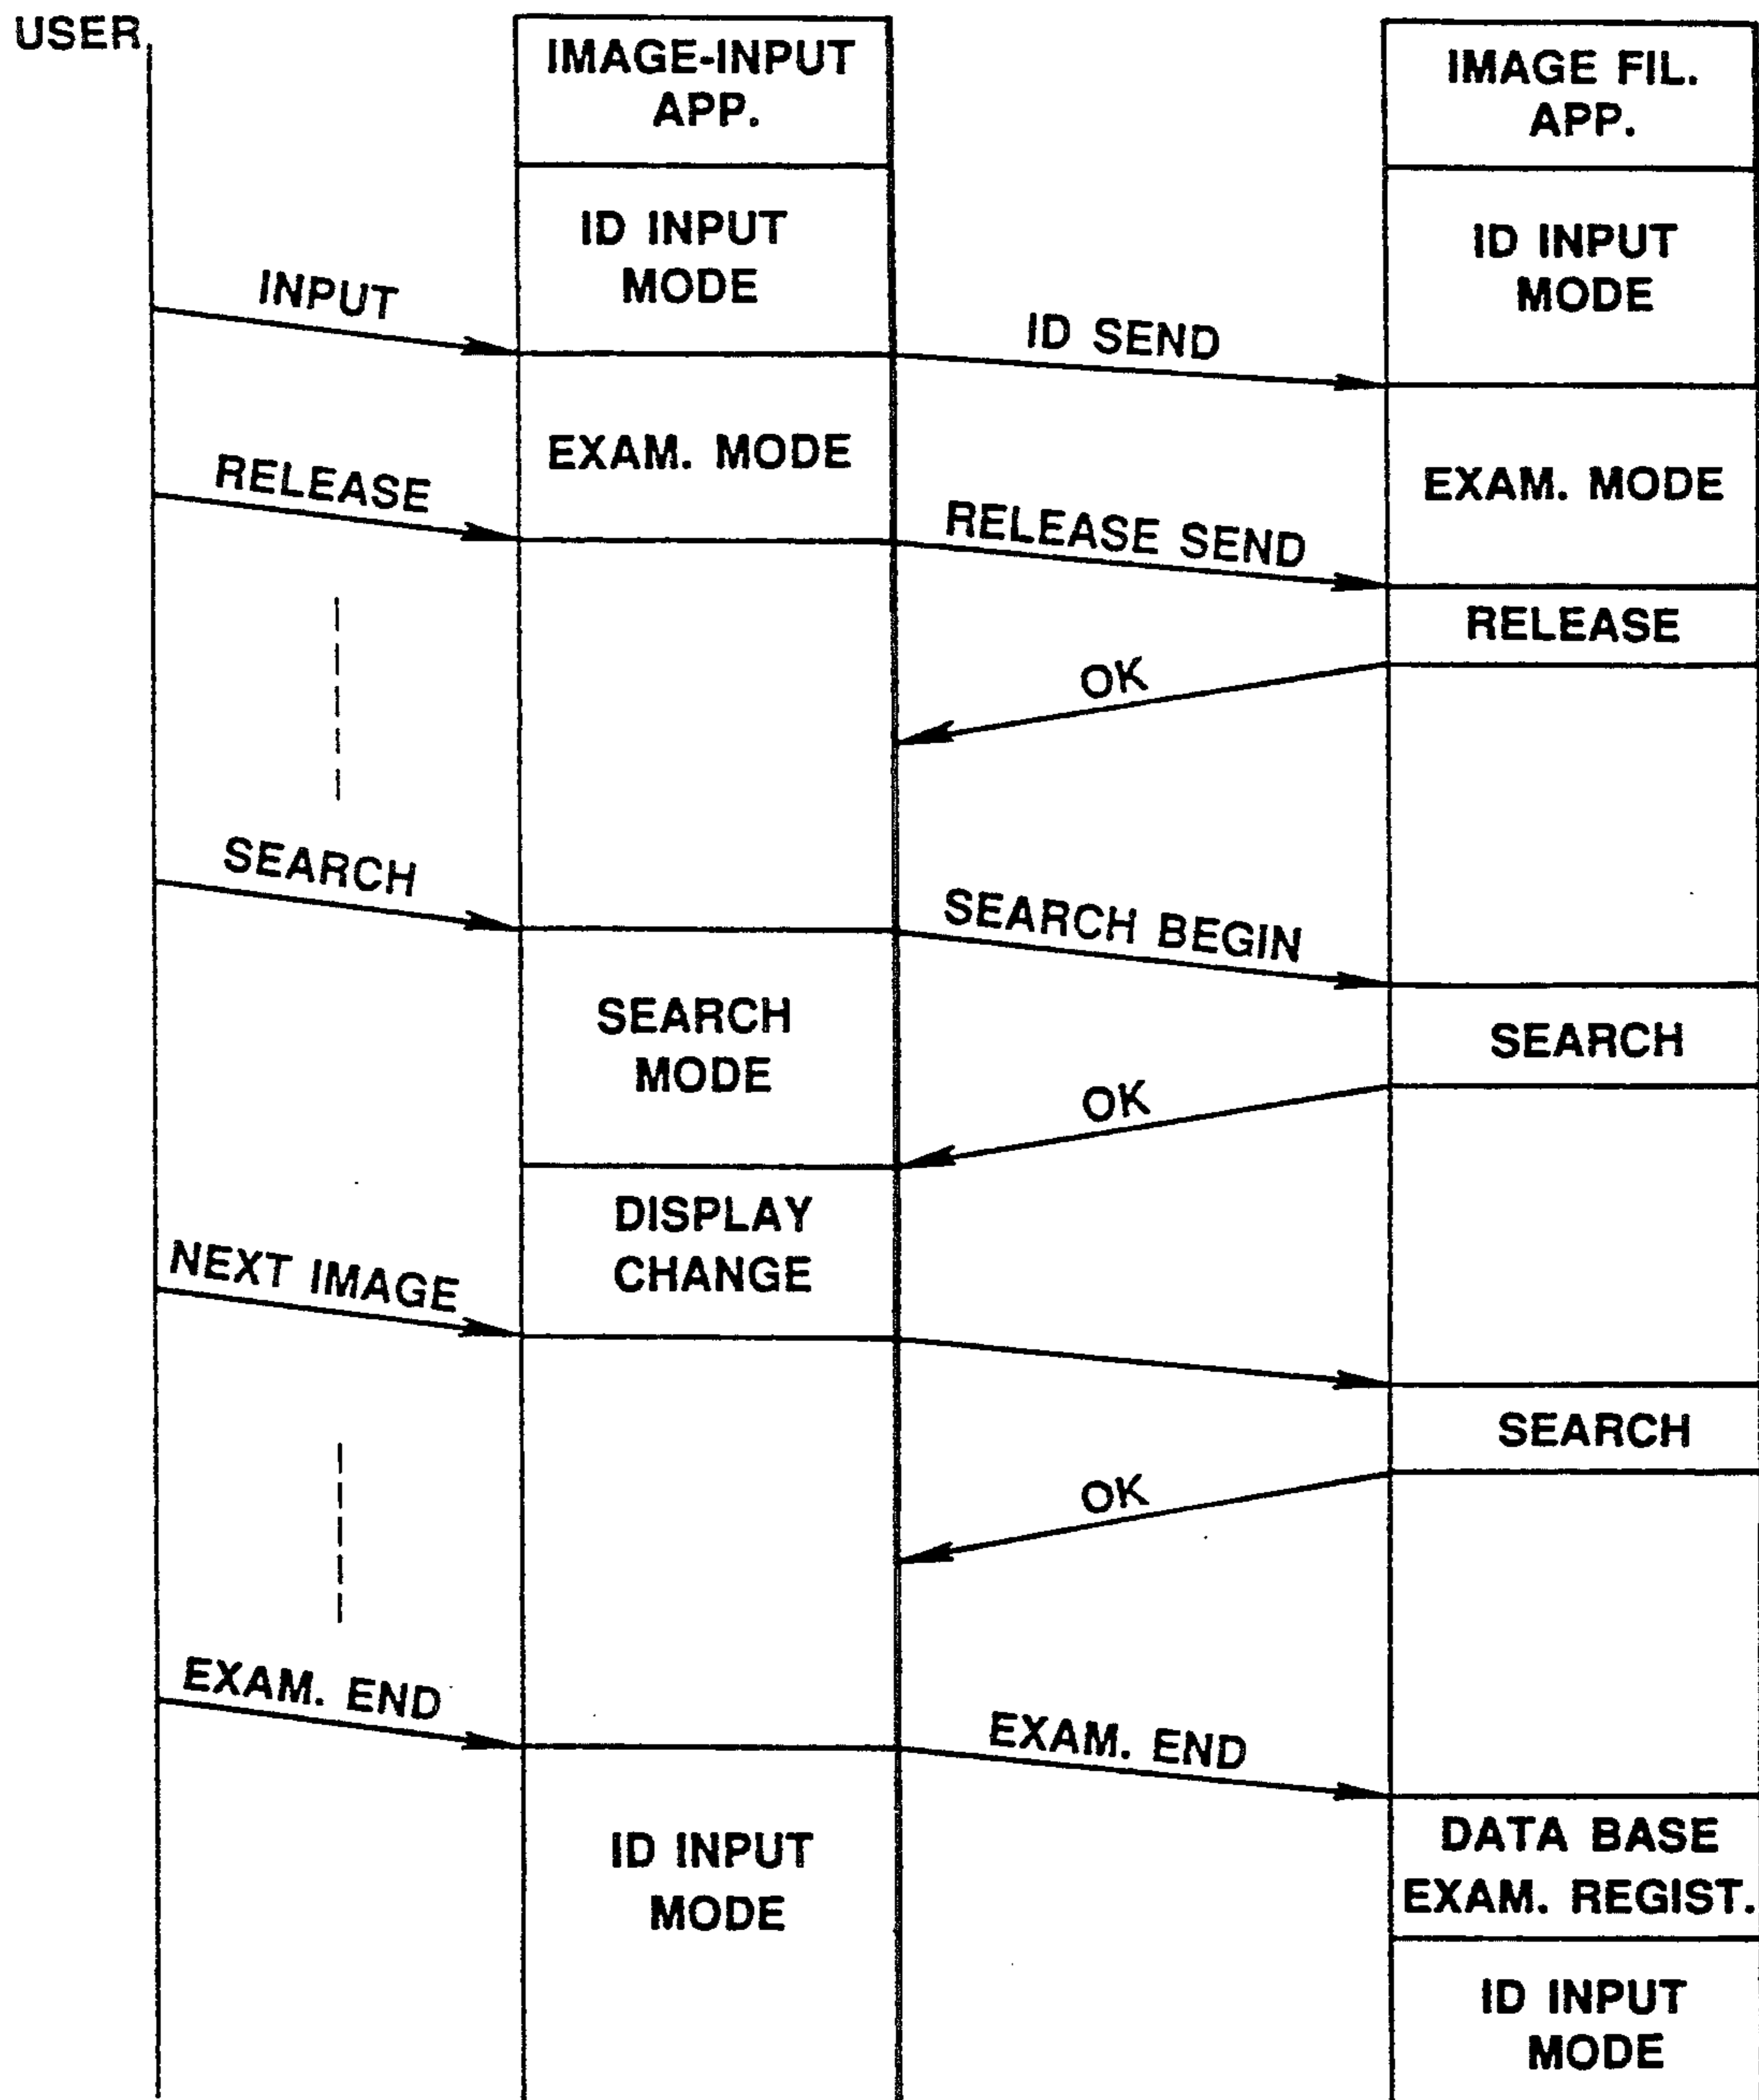 USER
IMAGE-INPUT
APP.
IMAGE FIL.
APP.
ID INPUT
MODE
ID INPUT
MODE
INPUT
ID SEND
EXAM. MODE
EXAM. MODE
RELEASE
RELEASE SEND
RELEASE
OK
SEARCH
SEARCH BEGIN
SEARCH
MODE
SEARCH
OK
DISPLAY
CHANGE
NEXT IMAGE
SEARCH
OK
EXAM. END
EXAM. END
DATA BASE
EXAM. REGIST.
ID INPUT
MODE
ID INPUT
MODE